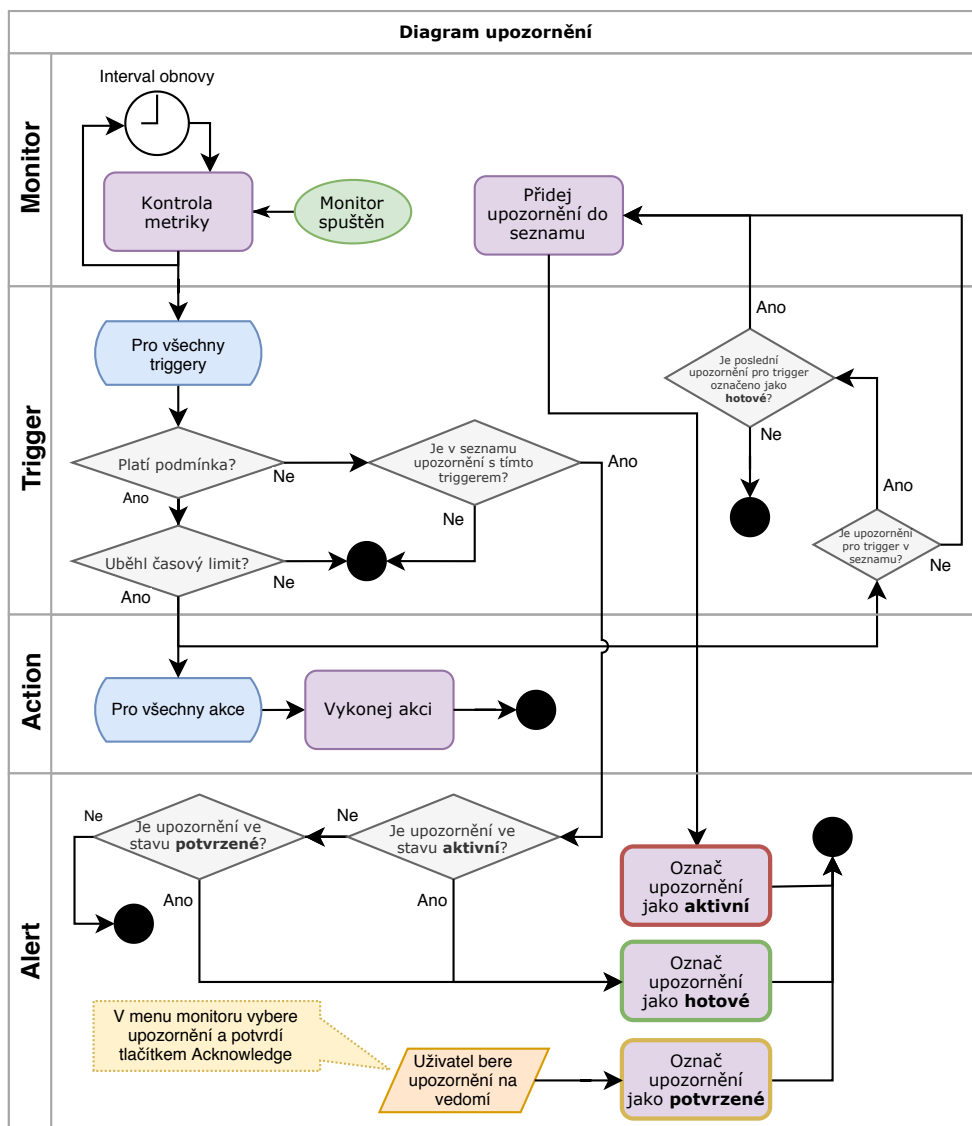 Diagram upozornění
Monitor
Interval obnovy
Kontrola
metriky
Monitor
spuštěn
Přidej
upozornění do
seznamu
Trigger
Pro všechny
triggery
Ano
Je poslední
upozornění pro trigger
označeno jako
hotové?
Ne
Platí podmínka?
Ne
Ano
Je v seznamu
upozornění s tímto
triggerem?
Ano
Ne
Uběhl časový limit?
Ne
Ano
Ano
Je upozornění
pro trigger v
seznamu?
Ne
Action
Pro všechny akce
Vykonej akci
Alert
Ne
Je upozornění ve
stavu potvrzené?
Ano
Ne
Je upozornění ve
stavu aktivní?
Ano
Označ
upozornění
jako aktivní
Označ
upozornění
jako hotové
V menu monitoru vybere
upozornění a potvrdí
tlačítkem Acknowledge
Uživatel bere
upozornění na
vedomí
Označ
upozornění
jako potvrzené